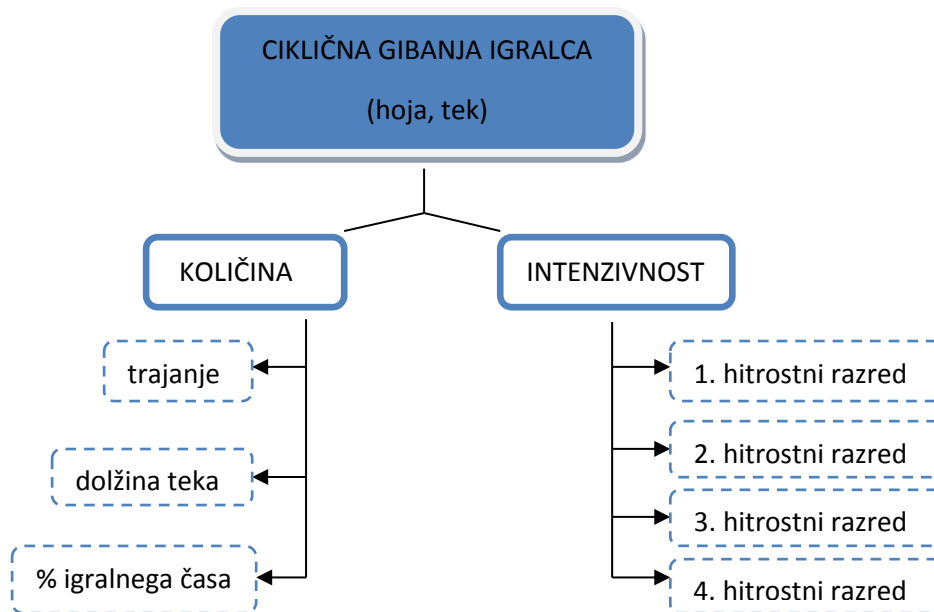 CIKLIČNA GIBANJA IGRALCA
(hoja, tek)
KOLIČINA
INTENZIVNOST
trajanje
dolžina teka
% igralnega časa
1. hitrostni razred
2. hitrostni razred
3. hitrostni razred
4. hitrostni razred